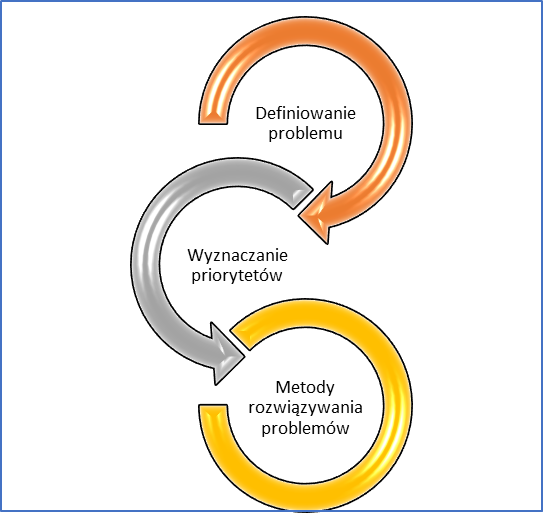 Definiowanie
problemu
Wyznaczanie
priorytetów
Metody
rozwiązywania
problemów